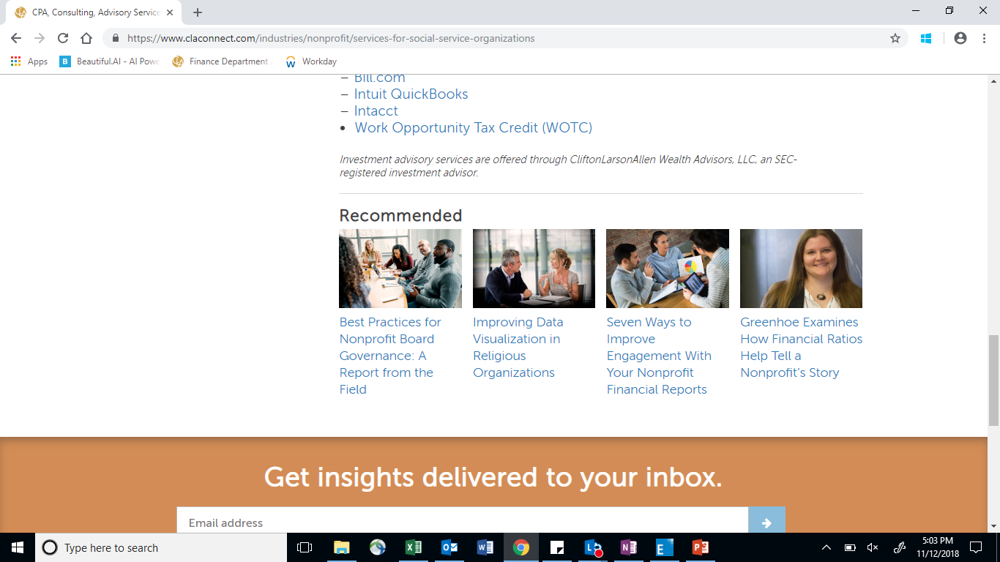 CPA, Consulting, Advisory Service
https://www.claconnect.com/industries/nonprofit/services-for-social-service-organizations
Apps
Beautiful.AI - AI Powe
Finance Department
Workday
– Bill.com
– Intuit QuickBooks
– Intacct
• Work Opportunity Tax Credit (WOTC)
Investment advisory services are offered through CliftonLarsonAllen Wealth Advisors, LLC, an SEC-
registered investment advisor.
Recommended
Best Practices for
Nonprofit Board
Governance: A
Report from the
Field
Improving Data
Visualization in
Religious
Organizations
Seven Ways to
Improve
Engagement With
Your Nonprofit
Financial Reports
Greenhoe Examines
How Financial Ratios
Help Tell a
Nonprofit's Story
Get insights delivered to your inbox.
Email address
Type here to search
5:03 PM
11/12/2018